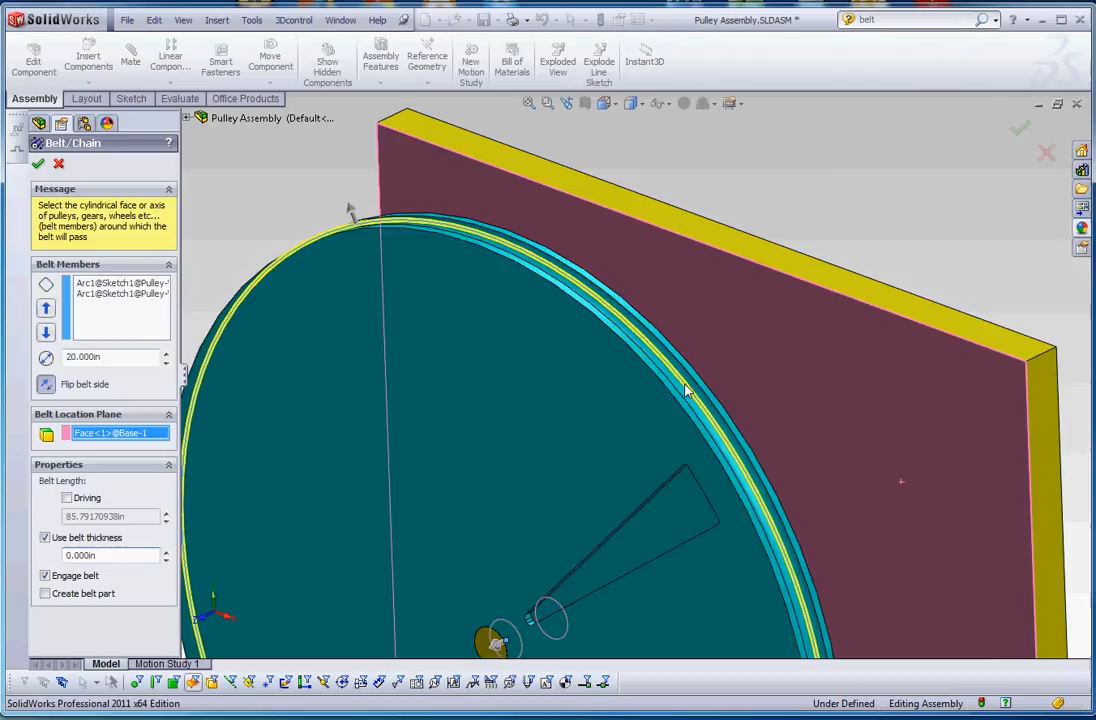 SolidWorks
File Edit View Insert Tools 3Dcontrol Window Help
Pulley Assembly.SLDASM *
belt
Edit Component
Insert Components
Mate
Linear Compon...
Smart Fasteners
Move Component
Show Hidden Components
Assembly Features
Reference Geometry
New Motion Study
Bill of Materials
Exploded View
Explode Line Sketch
Instant3D
Assembly Layout Sketch Evaluate Office Products
Pulley Assembly (Default<...
Belt/Chain ?
Message
Select the cylindrical face or axis
of pulleys, gears, wheels etc...
(belt members) around which the
belt will pass
Belt Members
Arc1@Sketch1@Pulley-
Arc1@Sketch1@Pulley-
20.000in
Flip belt side
Belt Location Plane
Face<1>@Base-1
Properties
Belt Length:
Driving
85.79170938in
Use belt thickness
0.000in
Engage belt
Create belt part
Model Motion Study 1
SolidWorks Professional 2011 x64 Edition
Under Defined
Editing Assembly